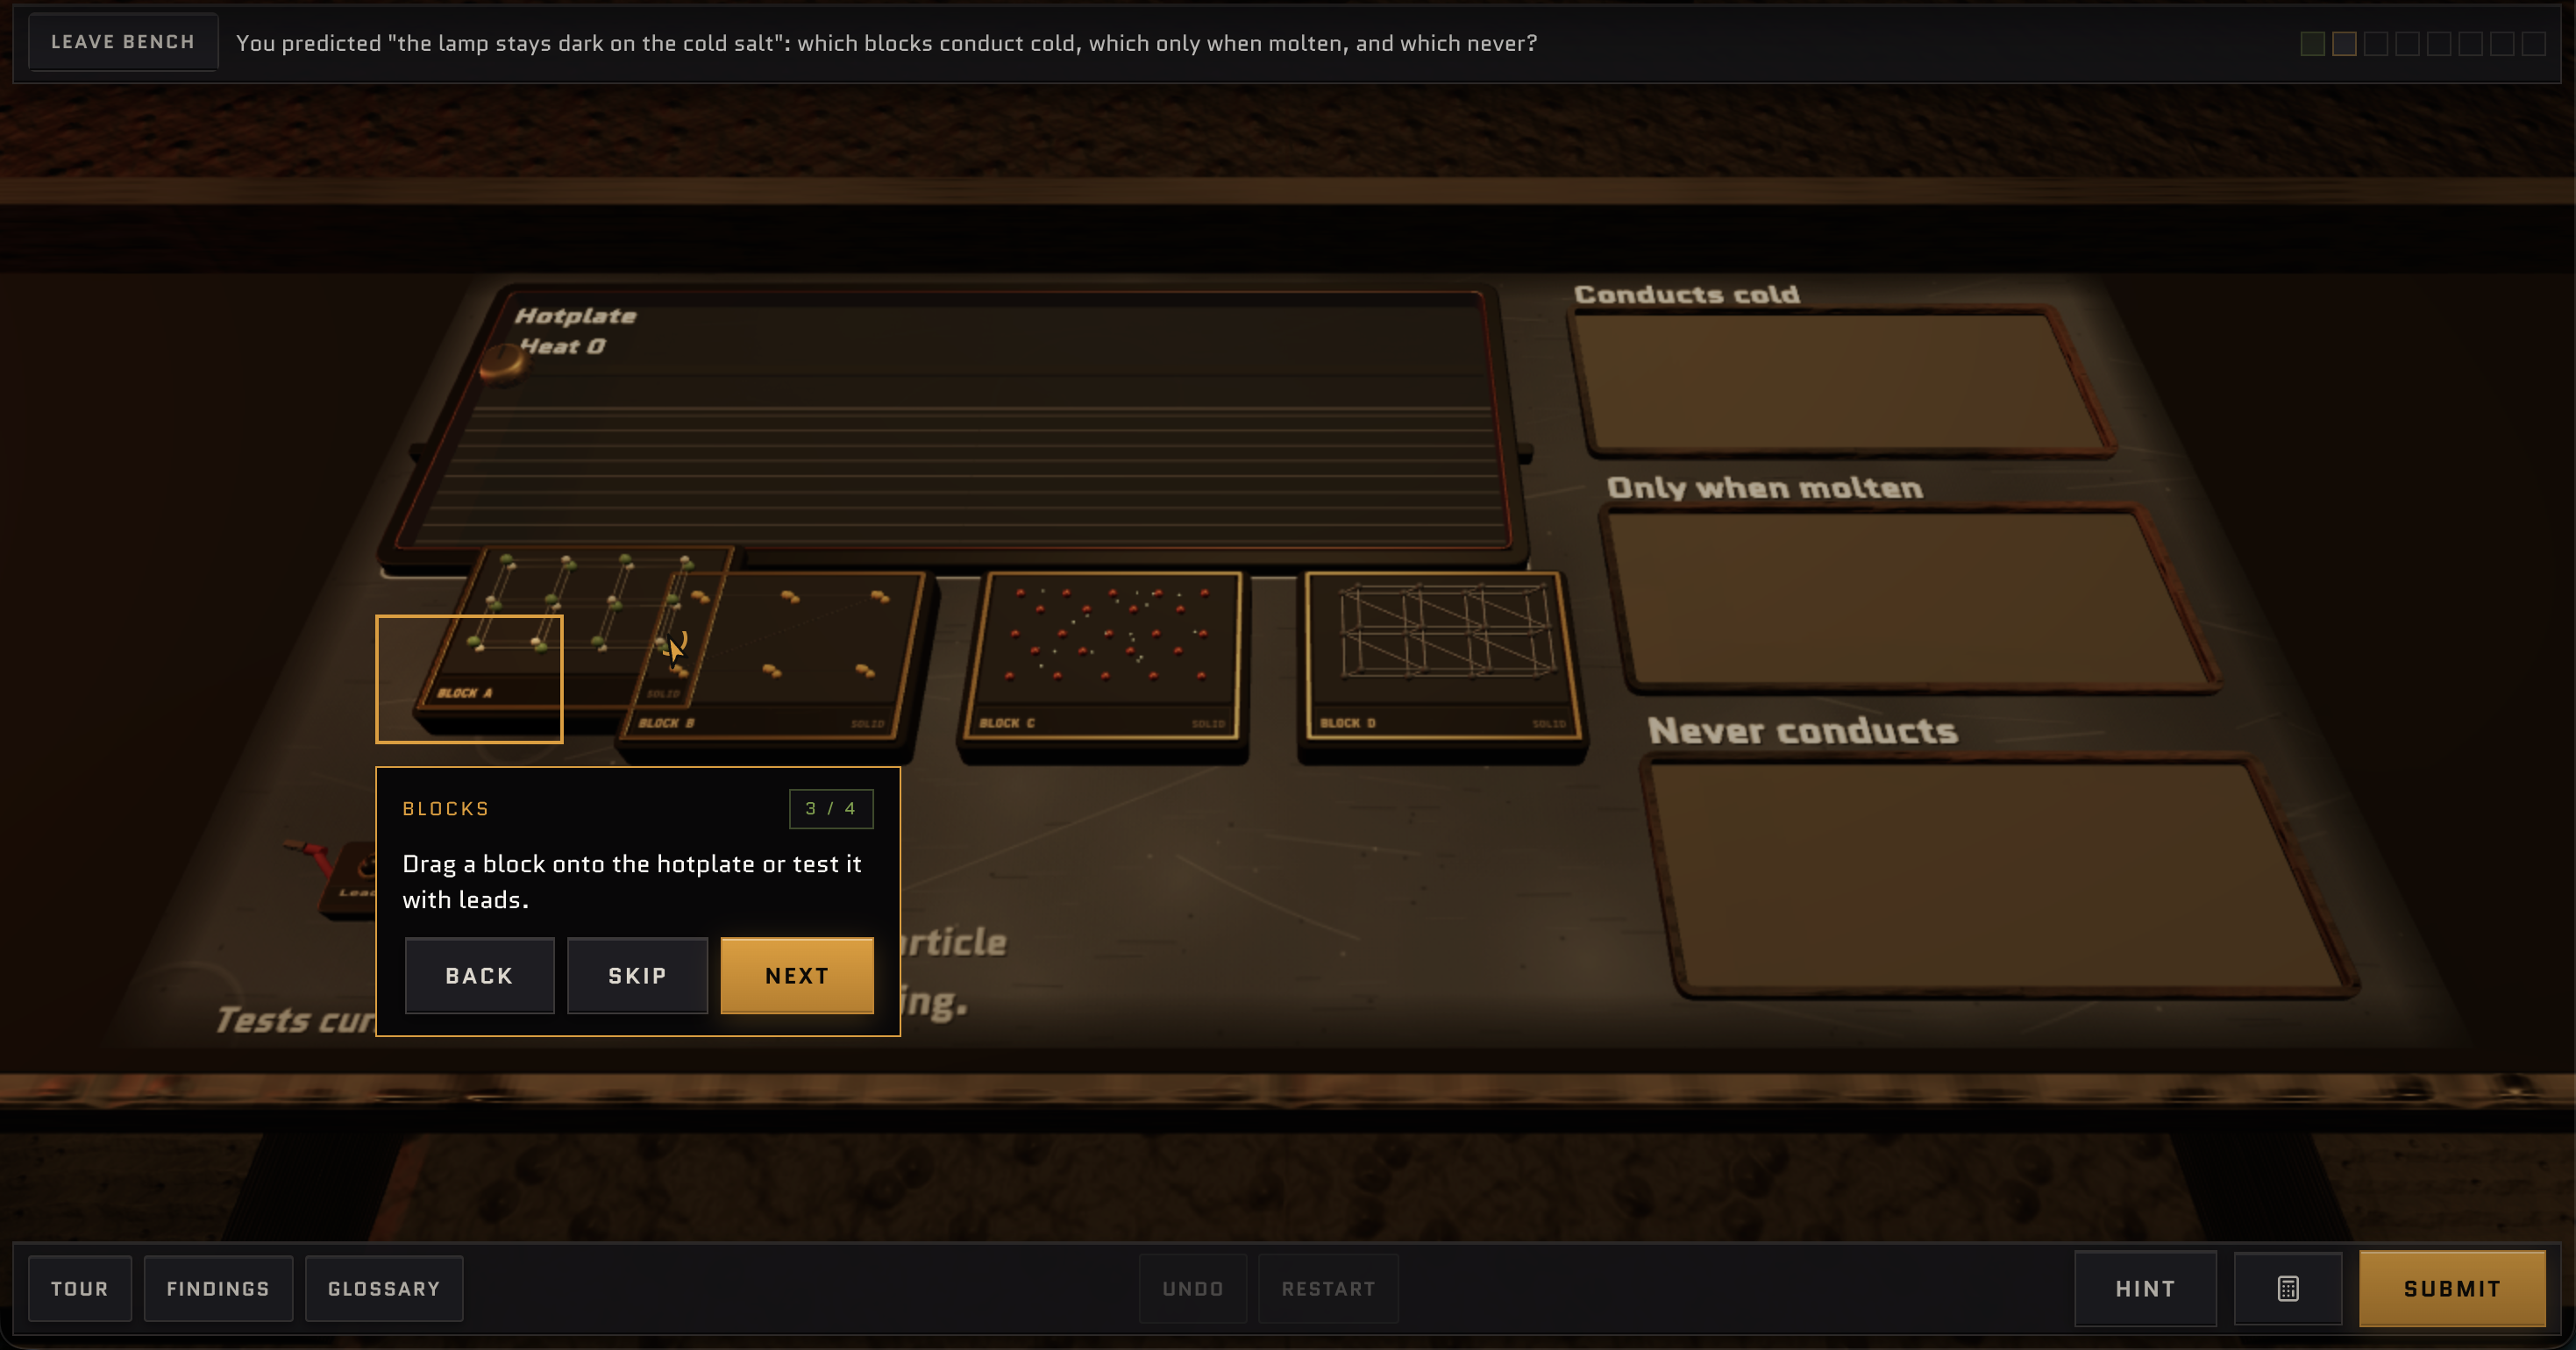 LEAVE BENCH
You predicted "the lamp stays dark on the cold salt": which blocks conduct cold, which only when molten, and which never?
Hotplate
Heat 0
Conducts cold
Only when molten
Never conducts
BLOCK A
SOLID
BLOCK B
SOLID
BLOCK C
SOLID
BLOCK D
SOLID
BLOCKS
3 / 4
Drag a block onto the hotplate or test it
with leads.
BACK
SKIP
NEXT
Tests
TOUR
FINDINGS
GLOSSARY
UNDO
RESTART
HINT
SUBMIT